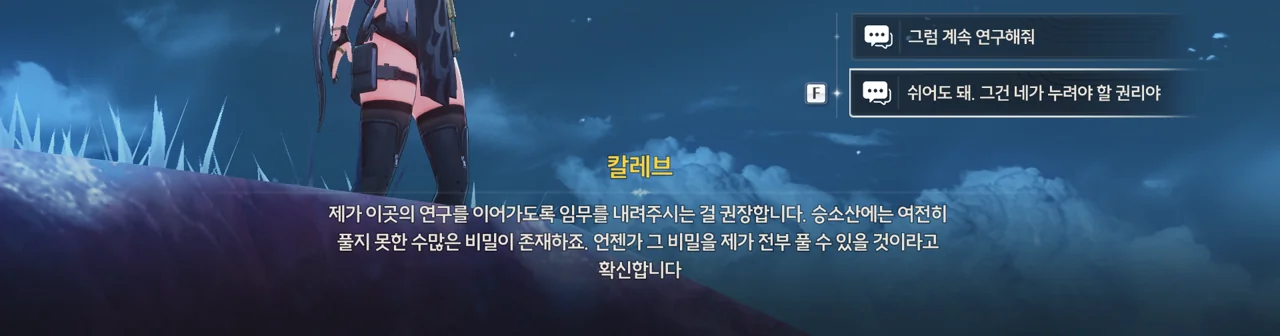 그럼 계속 연구해줘
F
쉬어도 돼. 그건 네가 누려야 할 권리야
칼레브
제가 이곳의 연구를 이어가도록 임무를 내려주시는 걸 권장합니다. 승소산에는 여전히
풀지 못한 수많은 비밀이 존재하죠. 언젠가 그 비밀을 제가 전부 풀 수 있을 것이라고
확신합니다